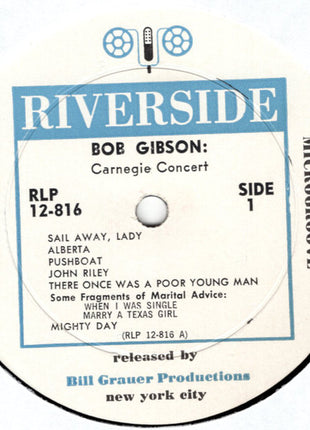 RIVERSIDE
BOB GIBSON:
Carnegie Concert
RLP
12-816
SIDE
1
SAIL AWAY, LADY
ALBERTA
PUSHBOAT
JOHN RILEY
THERE ONCE WAS A POOR YOUNG MAN
Some Fragments of Marital Advice:
WHEN I WAS SINGLE
MARRY A TEXAS GIRL
MIGHTY DAY
(RLP 12-816 A)
released by
Bill Grauer Productions
new york city
MICROGROOVE